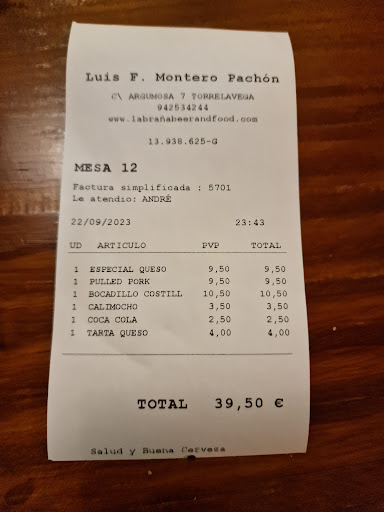 Luis F. Montero Pachón
C\ ARGUMOSA 7 TORRELAVEGA
942534244
www.labrañabeerandfood.com
13.938.625-G
MESA 12
Factura simplificada : 5701
Le atendio: ANDRÈ
22/09/2023 23:43
UD ARTICULO PVP TOTAL
1 ESPECIAL QUESO 9,50 9,50
1 PULLED PORK 9,50 9,50
1 BOCADILLO COSTILL 10,50 10,50
1 CALIMOCHO 3,50 3,50
1 COCA COLA 2,50 2,50
1 TARTA QUESO 4,00 4,00
TOTAL 39,50 €
Salud y Buena Cerveza